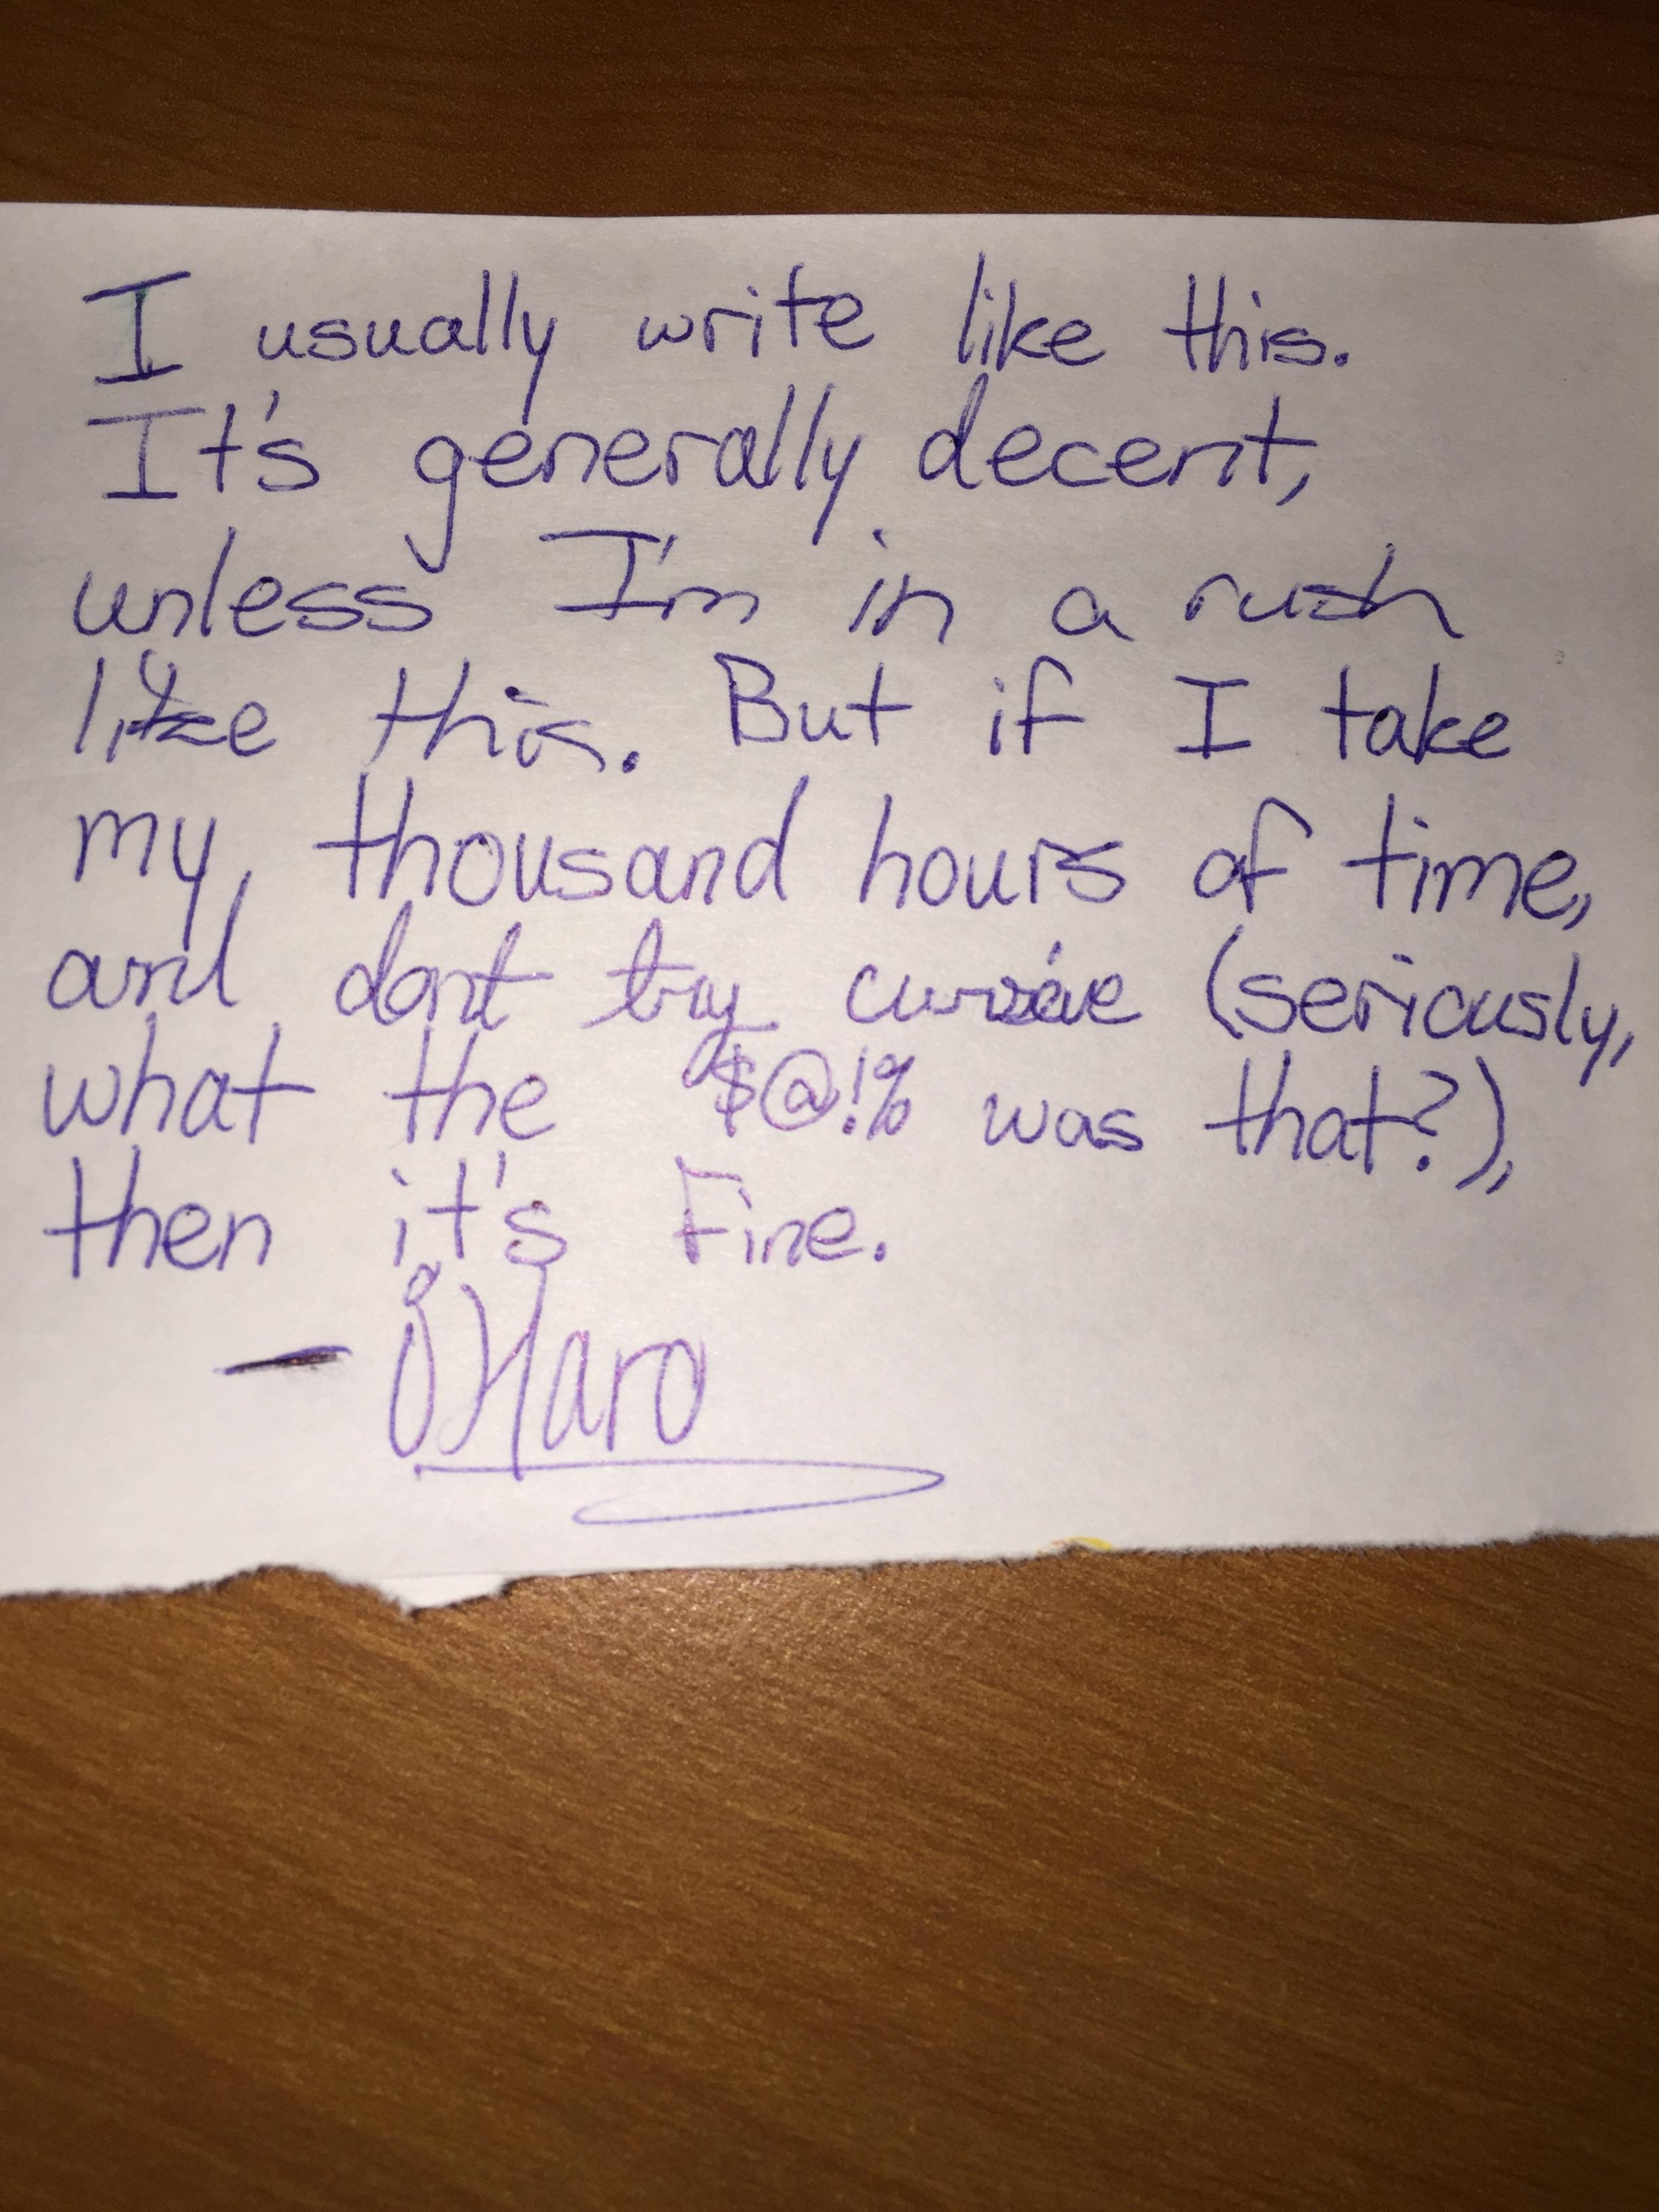 I usually write like this.
It's generally decent,
unless I'm in a rush
like this. But if I take
my thousand hours of time,
and dont try cursive (seriously,
what the $@!% was that?),
then it's Fine.